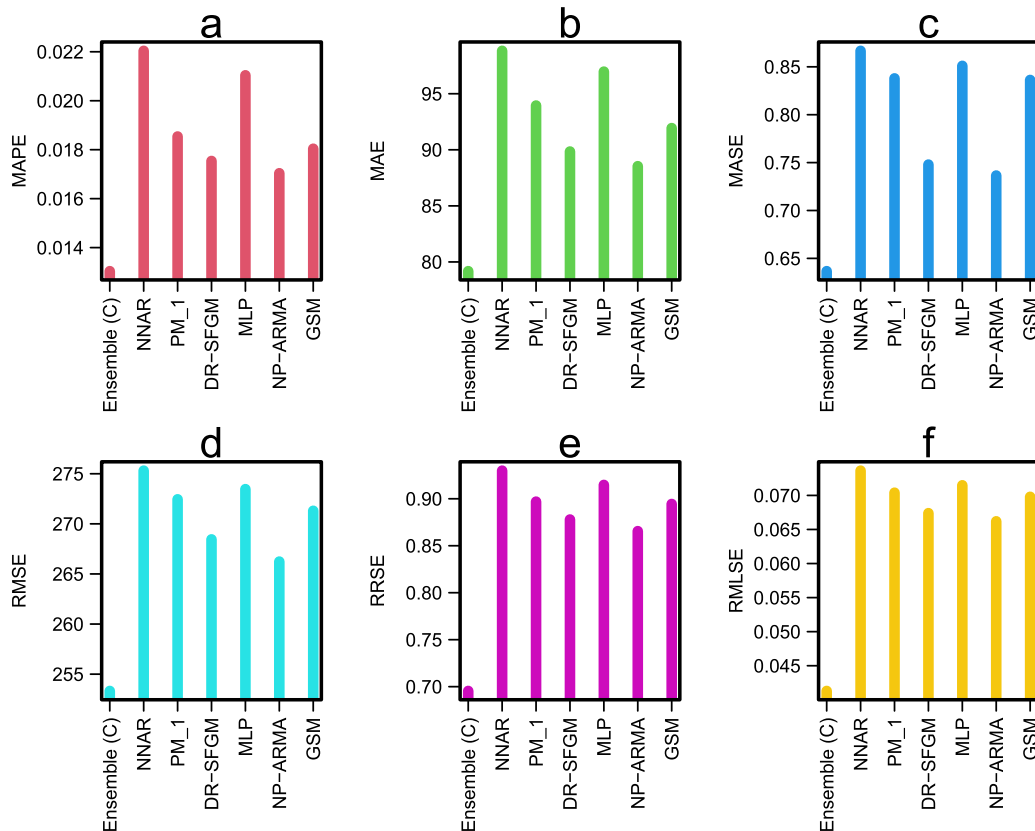 a
MAPE
0.022
0.020
0.018
0.016
0.014
Ensemble (C)
NNAR
PM_1
DR−SFGM
MLP
NP−ARMA
GSM
b
MAE
95
90
85
80
Ensemble (C)
NNAR
PM_1
DR−SFGM
MLP
NP−ARMA
GSM
c
MASE
0.85
0.80
0.75
0.70
0.65
Ensemble (C)
NNAR
PM_1
DR−SFGM
MLP
NP−ARMA
GSM
d
RMSE
275
270
265
260
255
Ensemble (C)
NNAR
PM_1
DR−SFGM
MLP
NP−ARMA
GSM
e
RRSE
0.90
0.85
0.80
0.75
0.70
Ensemble (C)
NNAR
PM_1
DR−SFGM
MLP
NP−ARMA
GSM
f
RMLSE
0.070
0.065
0.060
0.055
0.050
0.045
Ensemble (C)
NNAR
PM_1
DR−SFGM
MLP
NP−ARMA
GSM